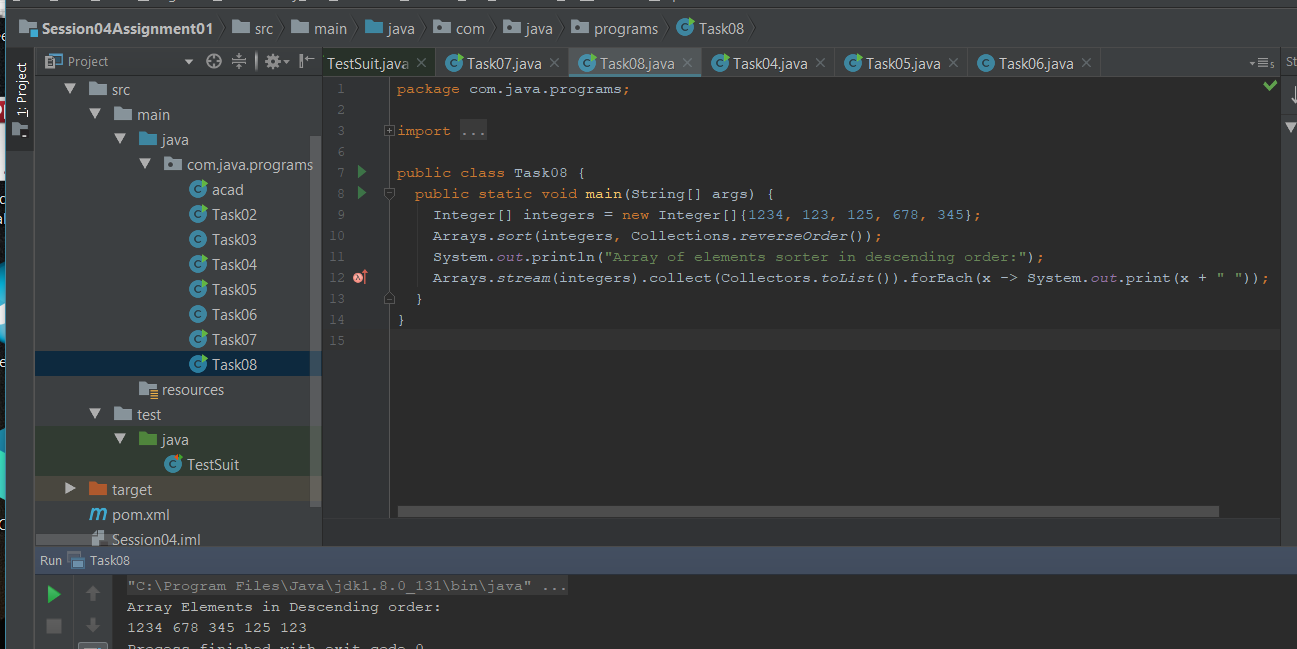 Session04Assignment01 src main java com java programs Task08
1: Project
Project
TestSuit.java Task07.java Task08.java Task04.java Task05.java Task06.java
src
main
java
com.java.programs
acad
Task02
Task03
Task04
Task05
Task06
Task07
Task08
resources
test
java
TestSuit
target
pom.xml
Session04.iml
1 package com.java.programs;
2
3 import ...
6
7 public class Task08 {
8 public static void main(String[] args) {
9 Integer[] integers = new Integer[]{1234, 123, 125, 678, 345};
10 Arrays.sort(integers, Collections.reverseOrder());
11 System.out.println("Array of elements sorter in descending order:");
12 Arrays.stream(integers).collect(Collectors.toList()).forEach(x -> System.out.print(x + " "));
13 }
14 }
15
Run Task08
"C:\Program Files\Java\jdk1.8.0_131\bin\java" ...
Array Elements in Descending order:
1234 678 345 125 123
Process finished with exit code 0